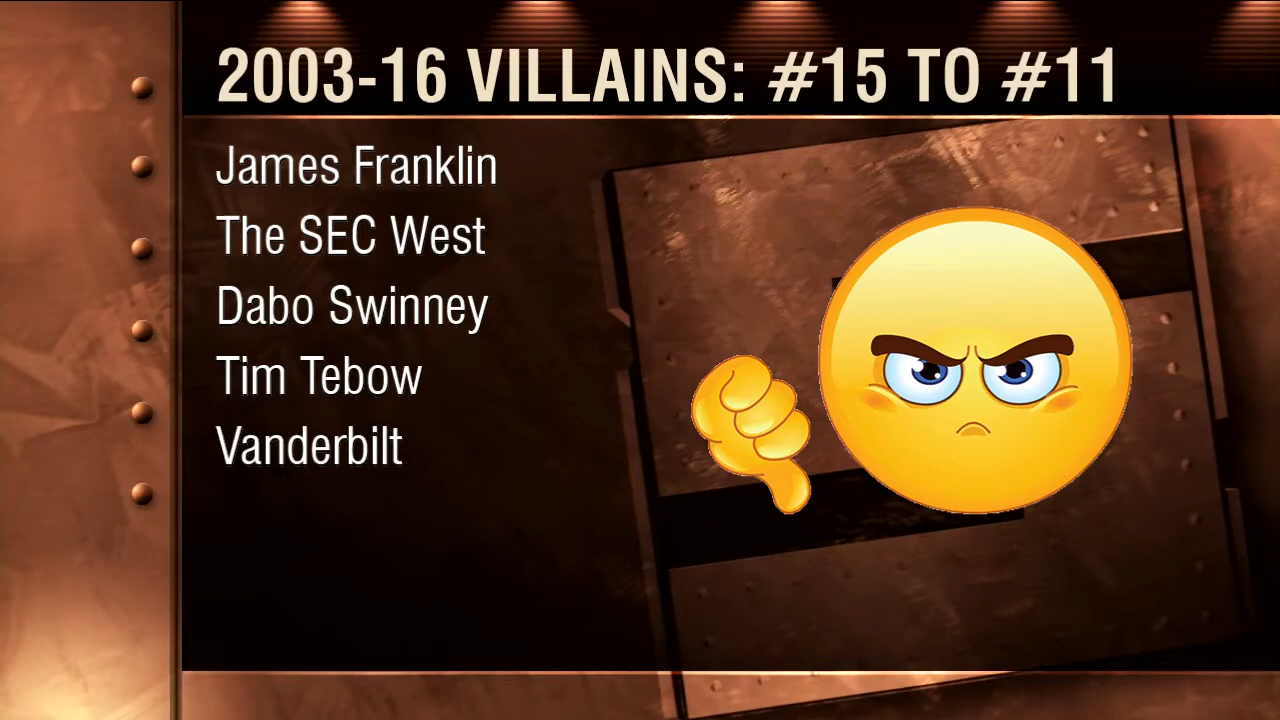 2003-16 VILLAINS: #15 TO #11
James Franklin
The SEC West
Dabo Swinney
Tim Tebow
Vanderbilt